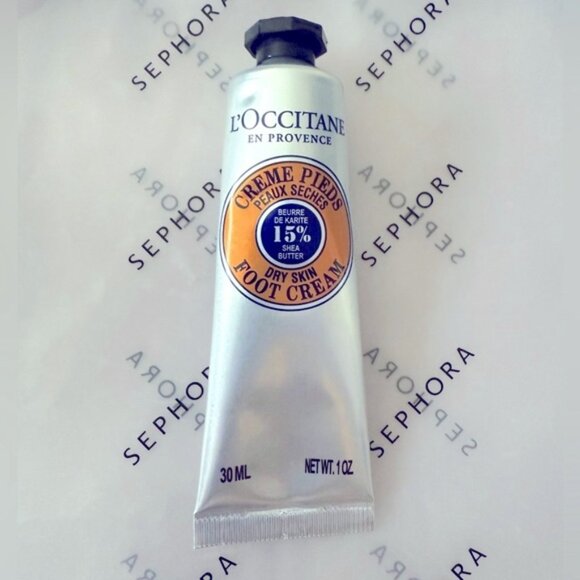 SEPHORA
SEPHORA
L'OCCITANE
EN PROVENCE
CREME PIEDS
PEAUX SECHES
BEURRE
DE KARITE
15%
SHEA
BUTTER
DRY SKIN
FOOT CREAM
SEPHORA
SEPHORA
SEPHORA
SEPHORA
30 ML
NET WT. 1 OZ.